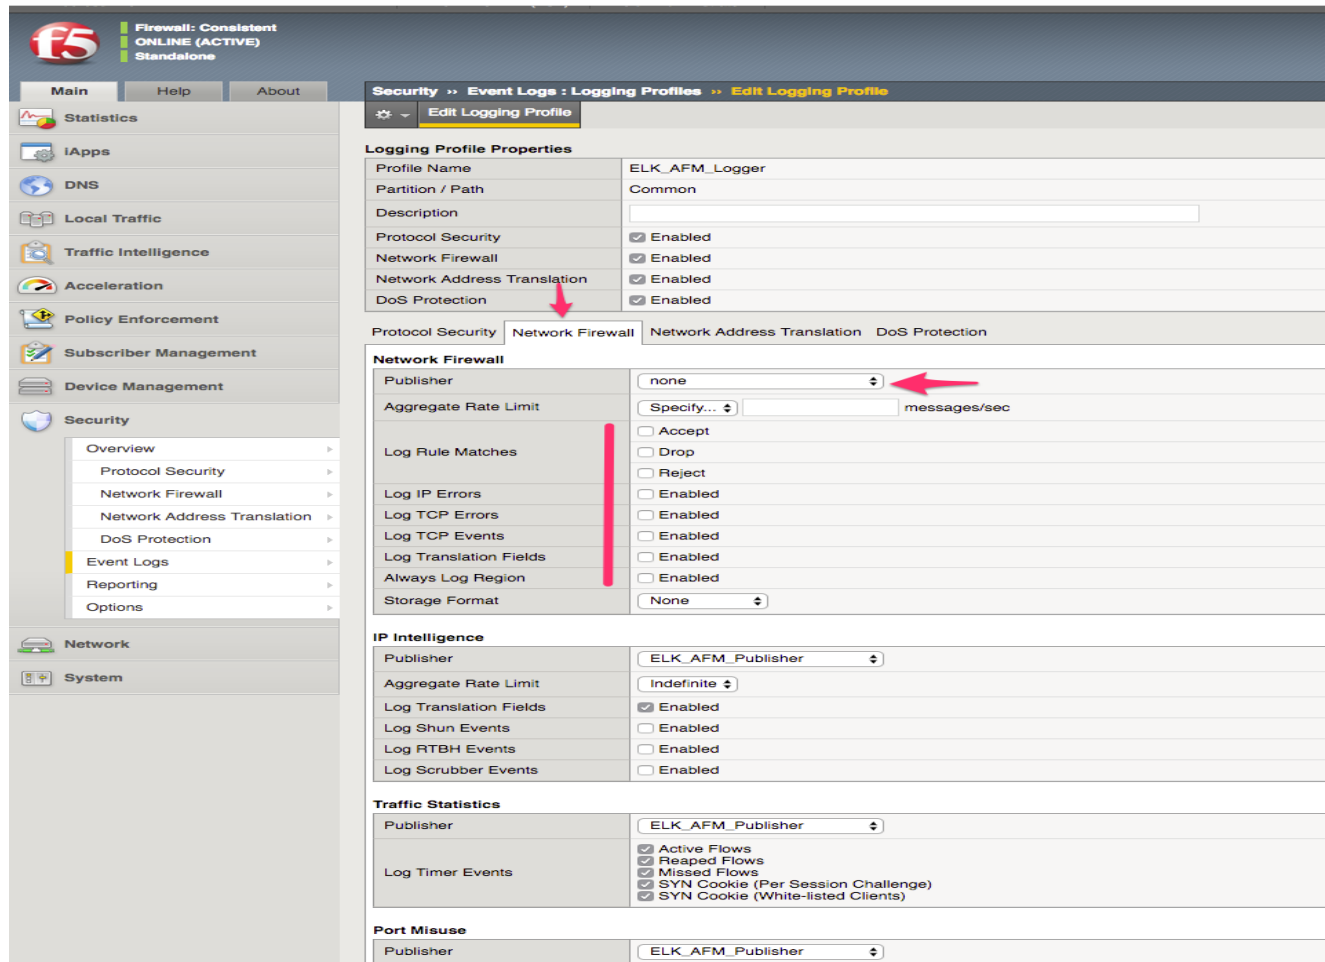 f5
Firewall: Consistent
ONLINE (ACTIVE)
Standalone
Main Help About
Statistics
iApps
DNS
Local Traffic
Traffic Intelligence
Acceleration
Policy Enforcement
Subscriber Management
Device Management
Security
Overview
Protocol Security
Network Firewall
Network Address Translation
DoS Protection
Event Logs
Reporting
Options
Network
System
Security ›› Event Logs : Logging Profiles ›› Edit Logging Profile
Edit Logging Profile
Logging Profile Properties
Profile Name ELK_AFM_Logger
Partition / Path Common
Description
Protocol Security Enabled
Network Firewall Enabled
Network Address Translation Enabled
DoS Protection Enabled
Protocol Security Network Firewall Network Address Translation DoS Protection
Network Firewall
Publisher none
Aggregate Rate Limit Specify... messages/sec
Log Rule Matches
Accept
Drop
Reject
Log IP Errors Enabled
Log TCP Errors Enabled
Log TCP Events Enabled
Log Translation Fields Enabled
Always Log Region Enabled
Storage Format None
IP Intelligence
Publisher ELK_AFM_Publisher
Aggregate Rate Limit Indefinite
Log Translation Fields Enabled
Log Shun Events Enabled
Log RTBH Events Enabled
Log Scrubber Events Enabled
Traffic Statistics
Publisher ELK_AFM_Publisher
Log Timer Events
Active Flows
Reaped Flows
Missed Flows
SYN Cookie (Per Session Challenge)
SYN Cookie (White-listed Clients)
Port Misuse
Publisher ELK_AFM_Publisher